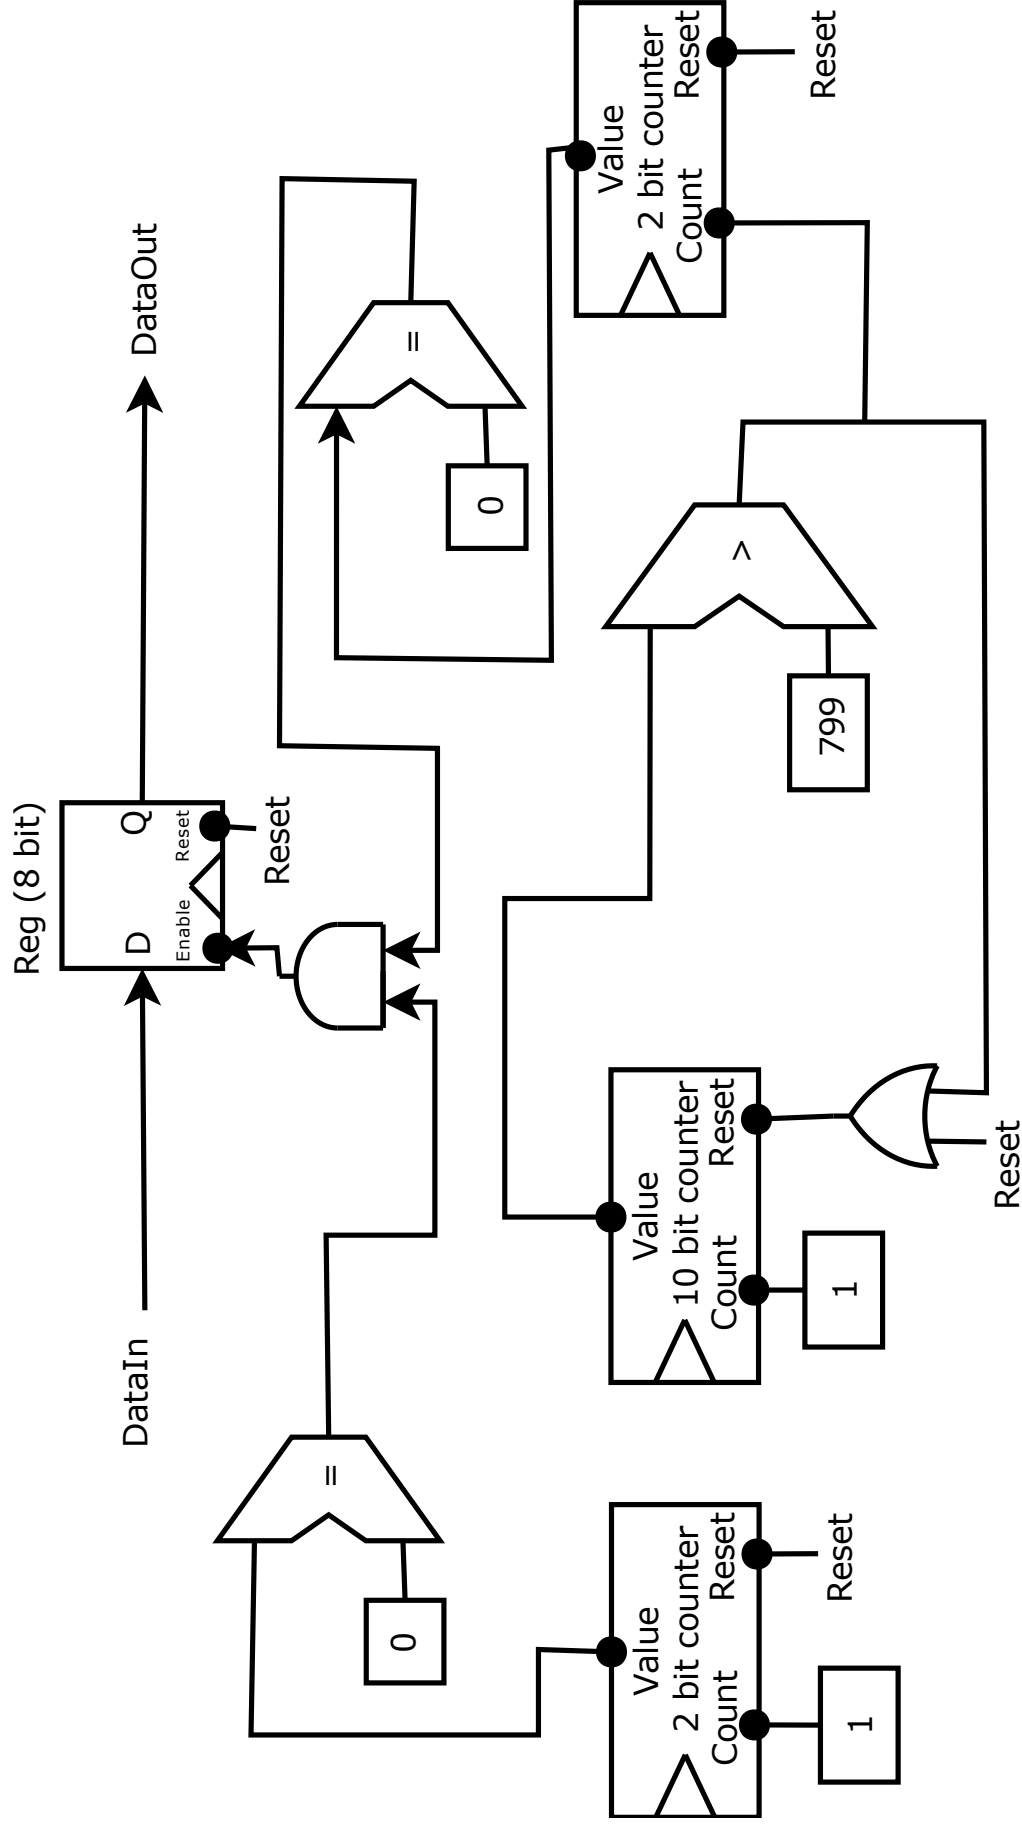 Reg (8 bit)
DataIn
D
Q
DataOut
Enable
Reset
Reset
=
0
=
0
Value
2 bit counter
Count
Reset
1
Reset
Value
10 bit counter
Count
Reset
1
Reset
799
>
Value
2 bit counter
Count
Reset
Reset